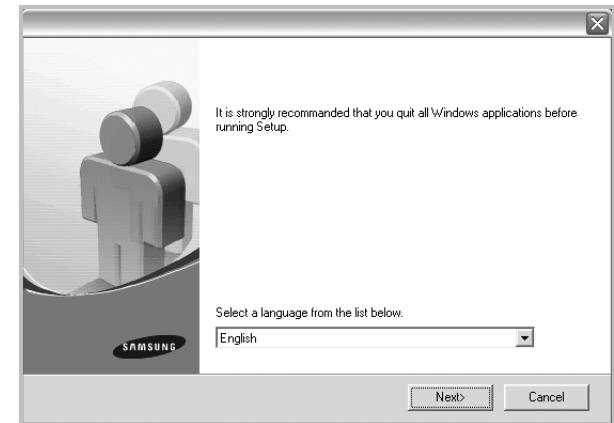 It is strongly recommanded that you quit all Windows applications before
running Setup.
Select a language from the list below.
English
SAMSUNG
Next>
Cancel